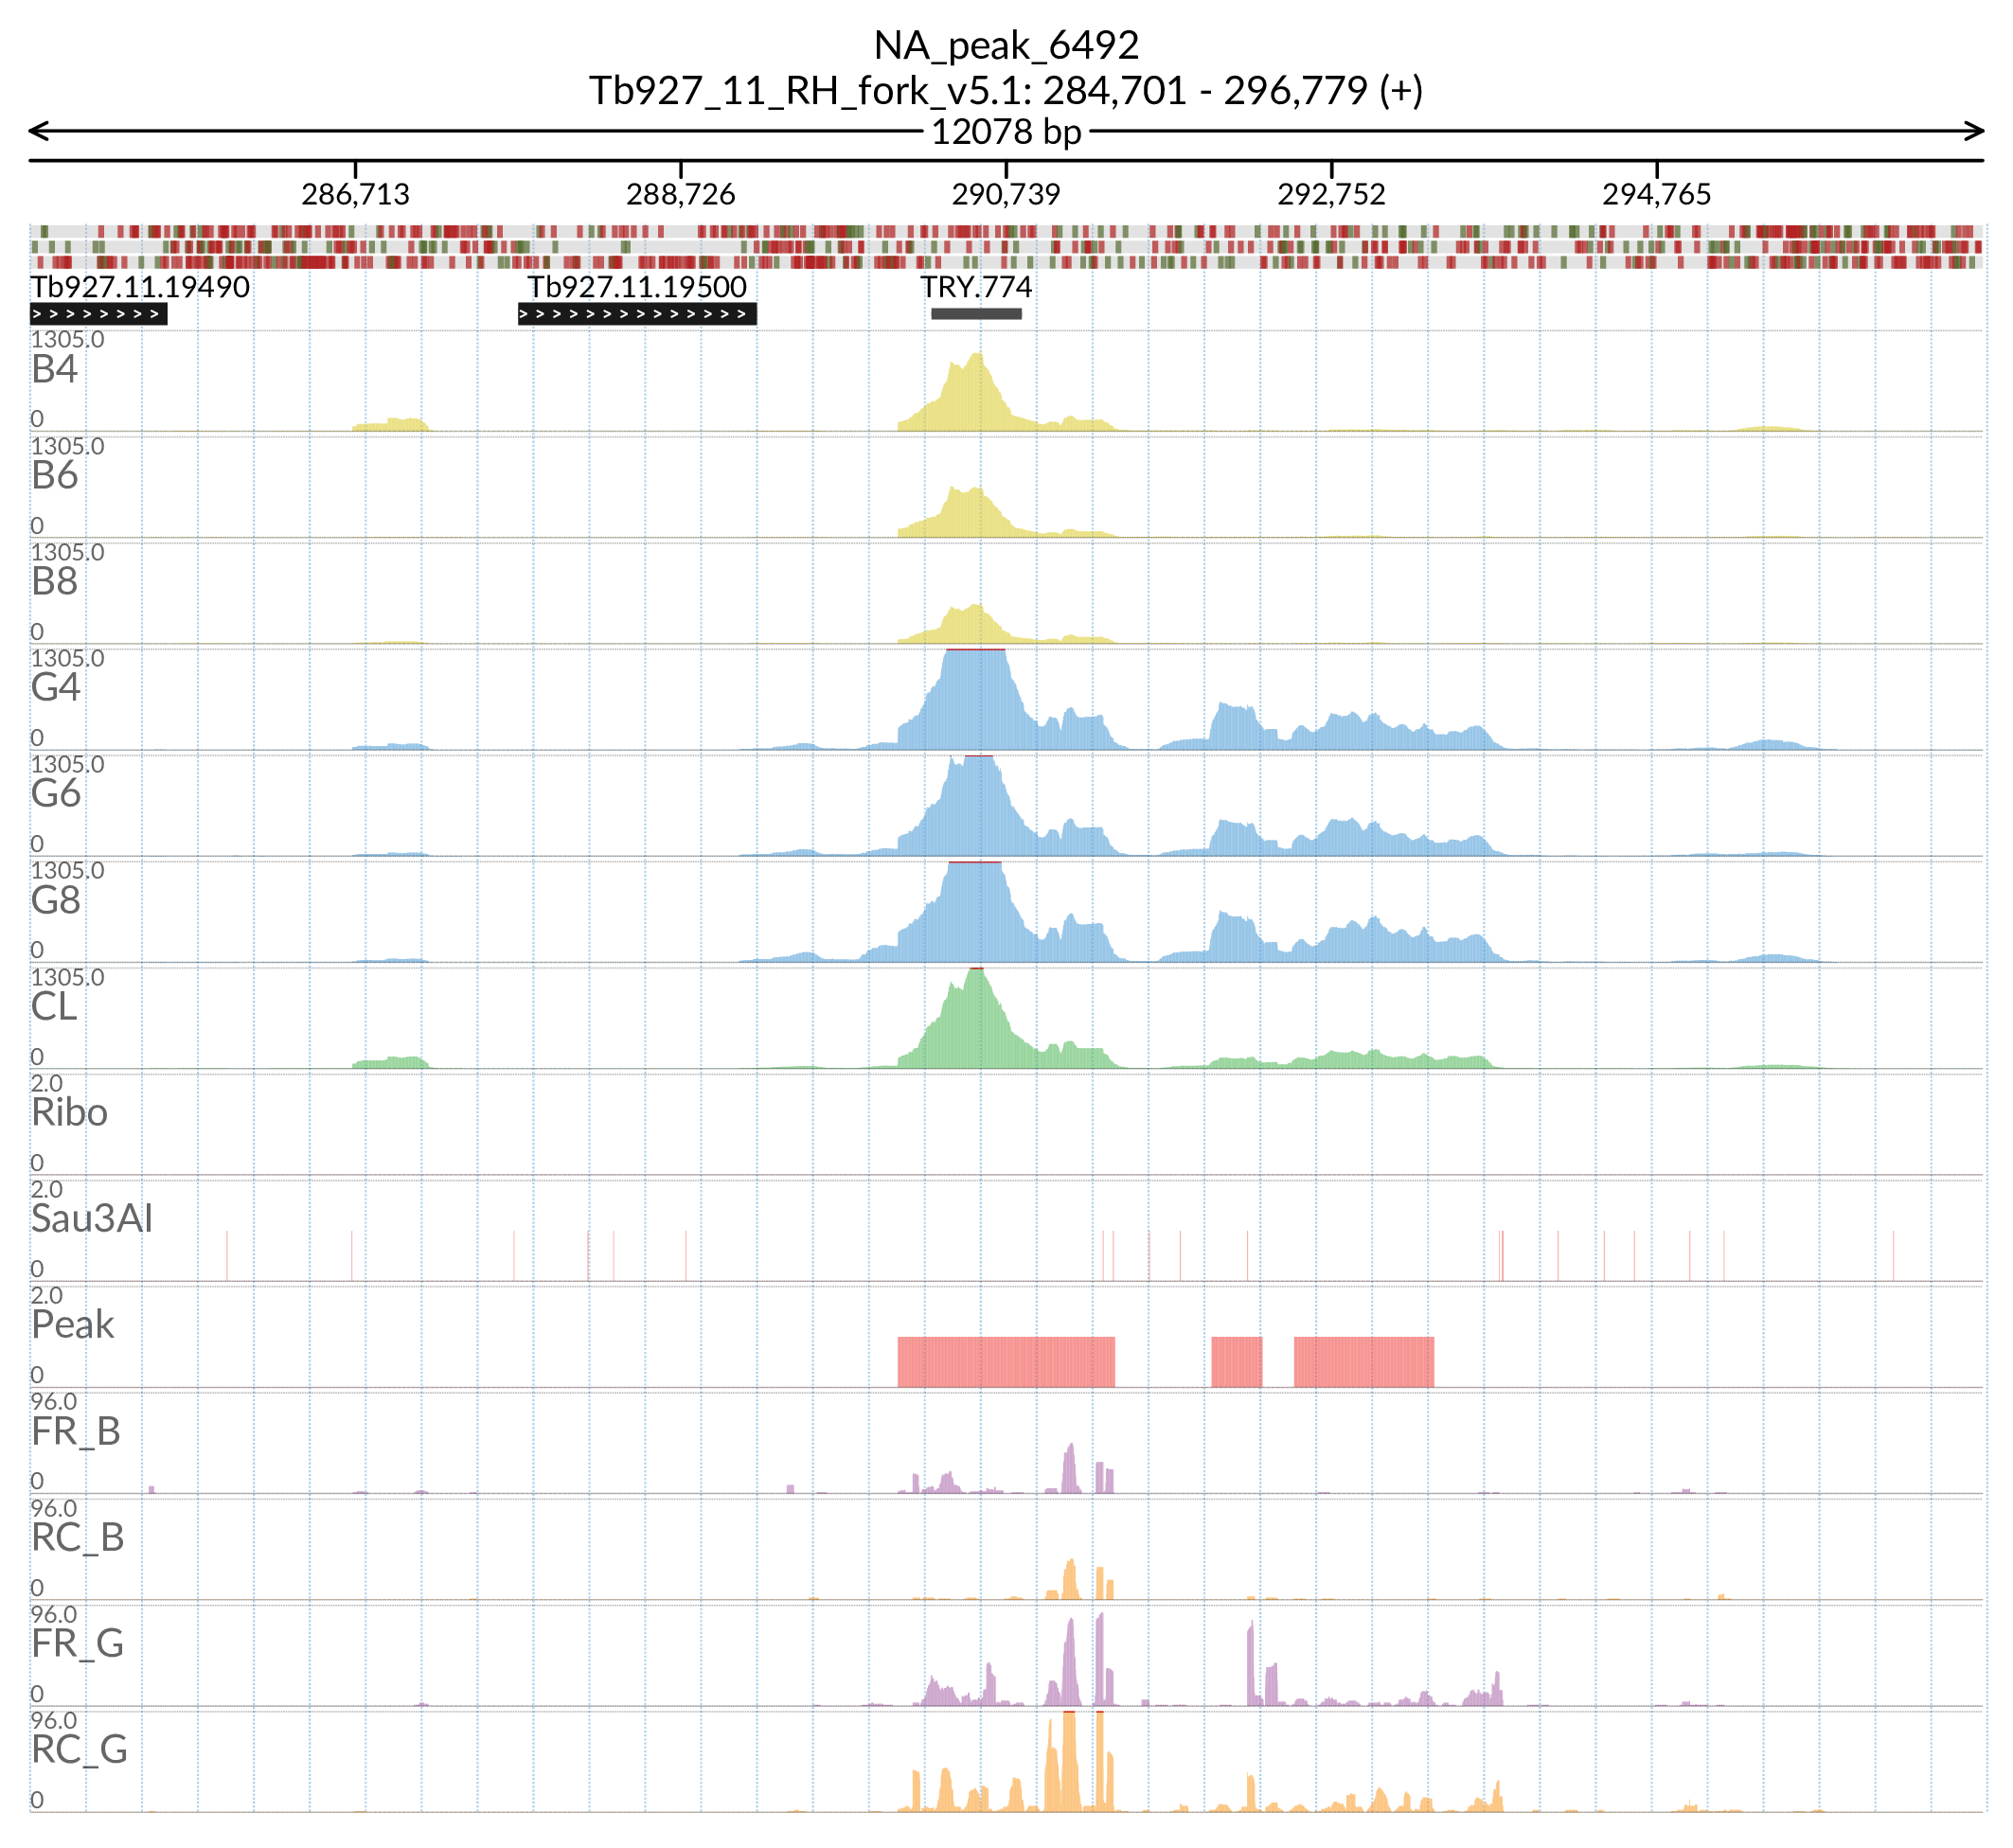 NA_peak_6492
Tb927_11_RH_fork_v5.1: 284,701 - 296,779 (+)
12078 bp
286,713 288,726 290,739 292,752 294,765
Tb927.11.19490 Tb927.11.19500 TRY.774
1305.0
B4
0
1305.0
B6
0
1305.0
B8
0
1305.0
G4
0
1305.0
G6
0
1305.0
G8
0
1305.0
CL
0
2.0
Ribo
0
2.0
Sau3AI
0
2.0
Peak
0
96.0
FR_B
0
96.0
RC_B
0
96.0
FR_G
0
96.0
RC_G
0